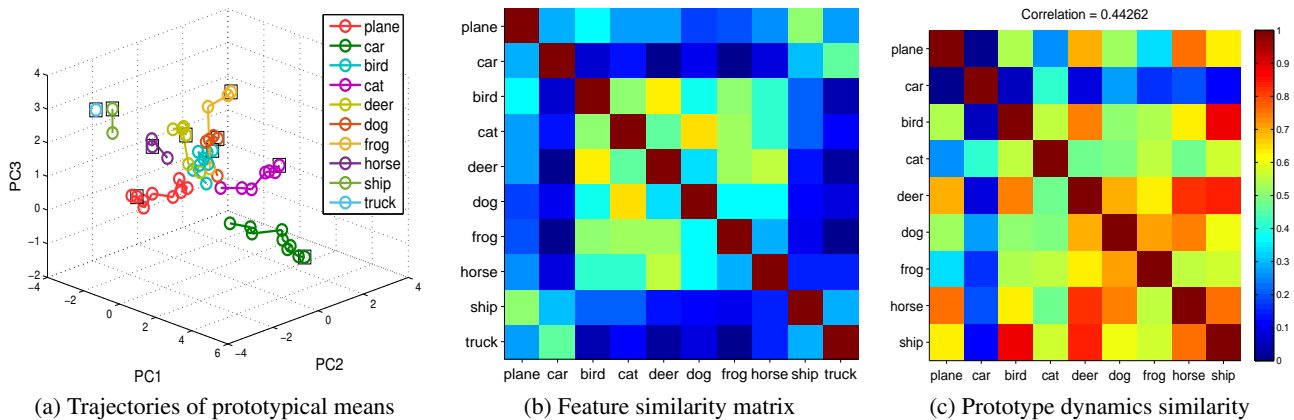 plane
car
bird
cat
deer
dog
frog
horse
ship
truck
4
3
2
1
0
−1
−2
PC3
−4
−2
0
2
4
6
PC1
−4
−2
0
2
4
PC2
(a) Trajectories of prototypical means
plane
car
bird
cat
deer
dog
frog
horse
ship
truck
plane car bird cat deer dog frog horse ship truck
(b) Feature similarity matrix
Correlation = 0.44262
plane
car
bird
cat
deer
dog
frog
horse
ship
plane car bird cat deer dog frog horse ship
1
0.9
0.8
0.7
0.6
0.5
0.4
0.3
0.2
0.1
0
(c) Prototype dynamics similarity